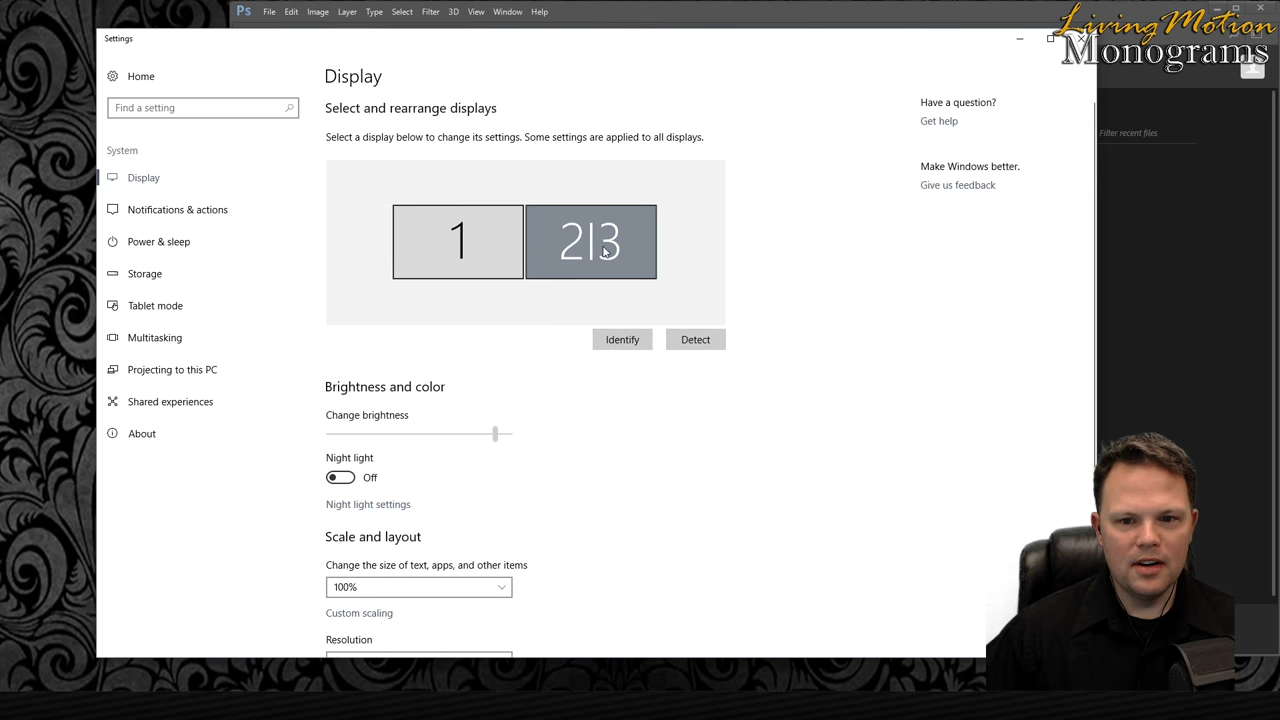 Ps File Edit Image Layer Type Select Filter 3D View Window Help
LivingMotion
Monograms
Settings
Home
Find a setting
System
Display
Notifications & actions
Power & sleep
Storage
Tablet mode
Multitasking
Projecting to this PC
Shared experiences
About
Display
Select and rearrange displays
Select a display below to change its settings. Some settings are applied to all displays.
1 2|3
Identify Detect
Brightness and color
Change brightness
Night light
Off
Night light settings
Scale and layout
Change the size of text, apps, and other items
100%
Custom scaling
Resolution
Have a question?
Get help
Make Windows better.
Give us feedback
Filter recent files